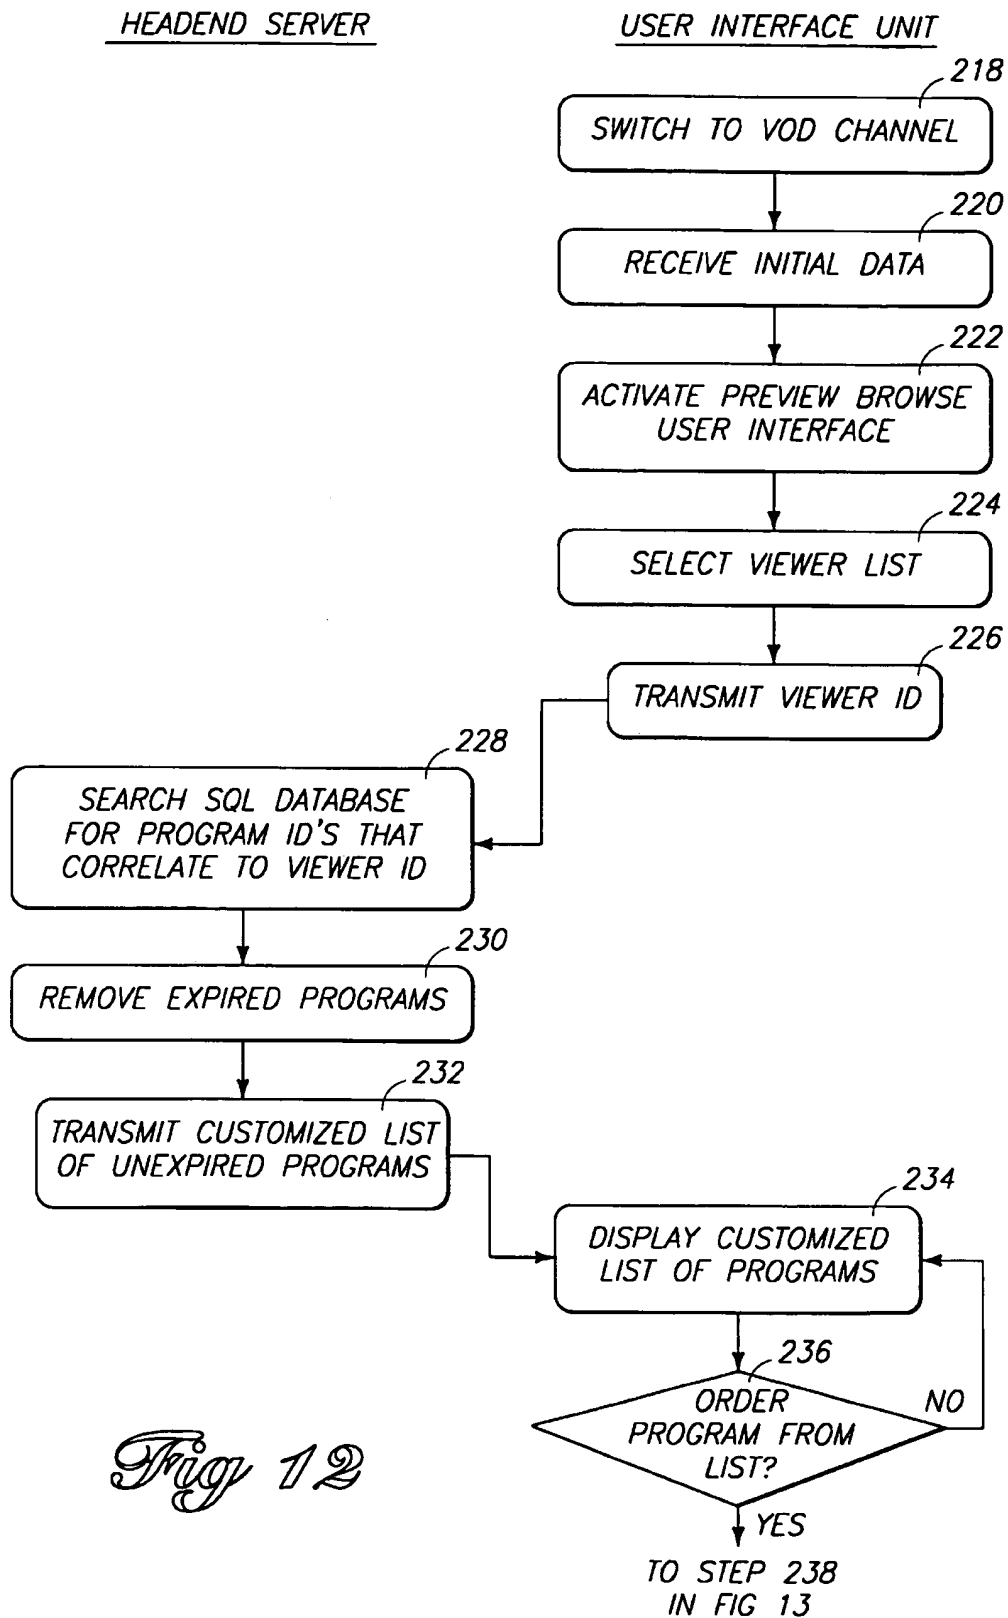 HEADEND SERVER
USER INTERFACE UNIT
218
SWITCH TO VOD CHANNEL
220
RECEIVE INITIAL DATA
222
ACTIVATE PREVIEW BROWSE
USER INTERFACE
224
SELECT VIEWER LIST
226
TRANSMIT VIEWER ID
228
SEARCH SQL DATABASE
FOR PROGRAM ID'S THAT
CORRELATE TO VIEWER ID
230
REMOVE EXPIRED PROGRAMS
232
TRANSMIT CUSTOMIZED LIST
OF UNEXPIRED PROGRAMS
234
DISPLAY CUSTOMIZED
LIST OF PROGRAMS
236
ORDER
PROGRAM FROM
LIST?
NO
YES
TO STEP 238
IN FIG 13
Fig 12